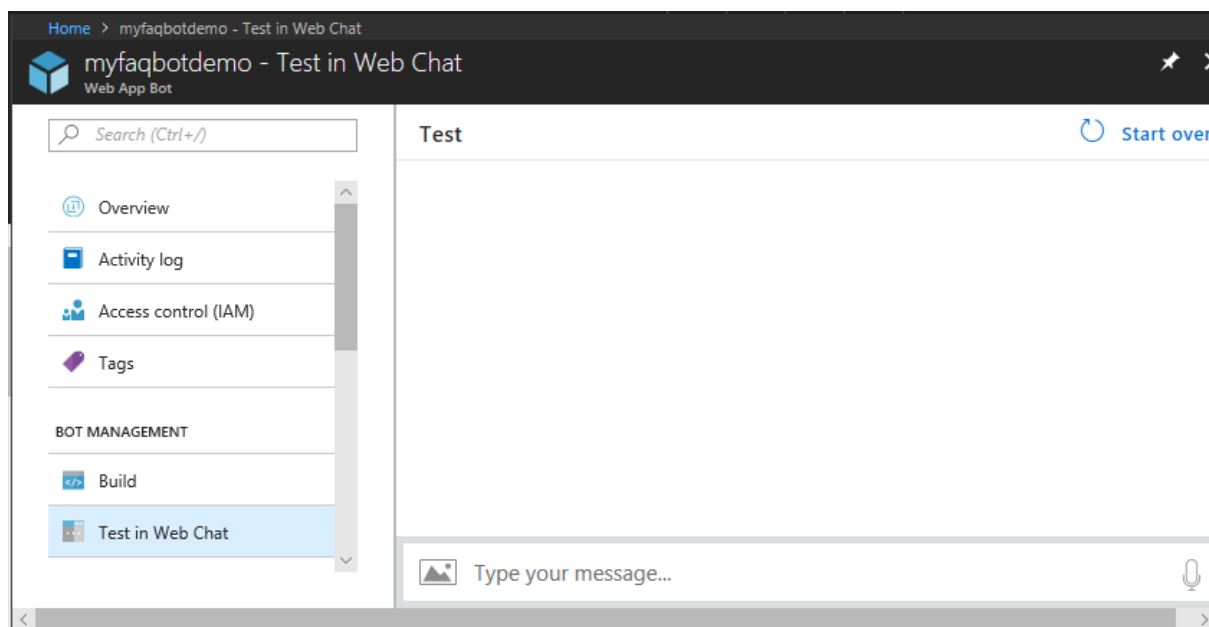 Home > myfaqbotdemo - Test in Web Chat
myfaqbotdemo - Test in Web Chat
Web App Bot
Search (Ctrl+/)
Overview
Activity log
Access control (IAM)
Tags
BOT MANAGEMENT
Build
Test in Web Chat
Test
Start over
Type your message...